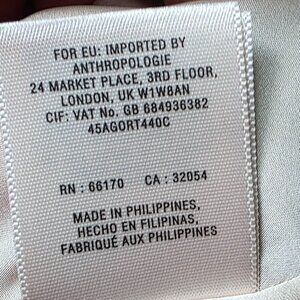 FOR EU: IMPORTED BY
ANTHROPOLOGIE
24 MARKET PLACE, 3RD FLOOR,
LONDON, UK W1W8AN
CIF: VAT No. GB 684936382
45AGORT440C
RN : 66170 CA : 32054
MADE IN PHILIPPINES,
HECHO EN FILIPINAS,
FABRIQUÉ AUX PHILIPPINES